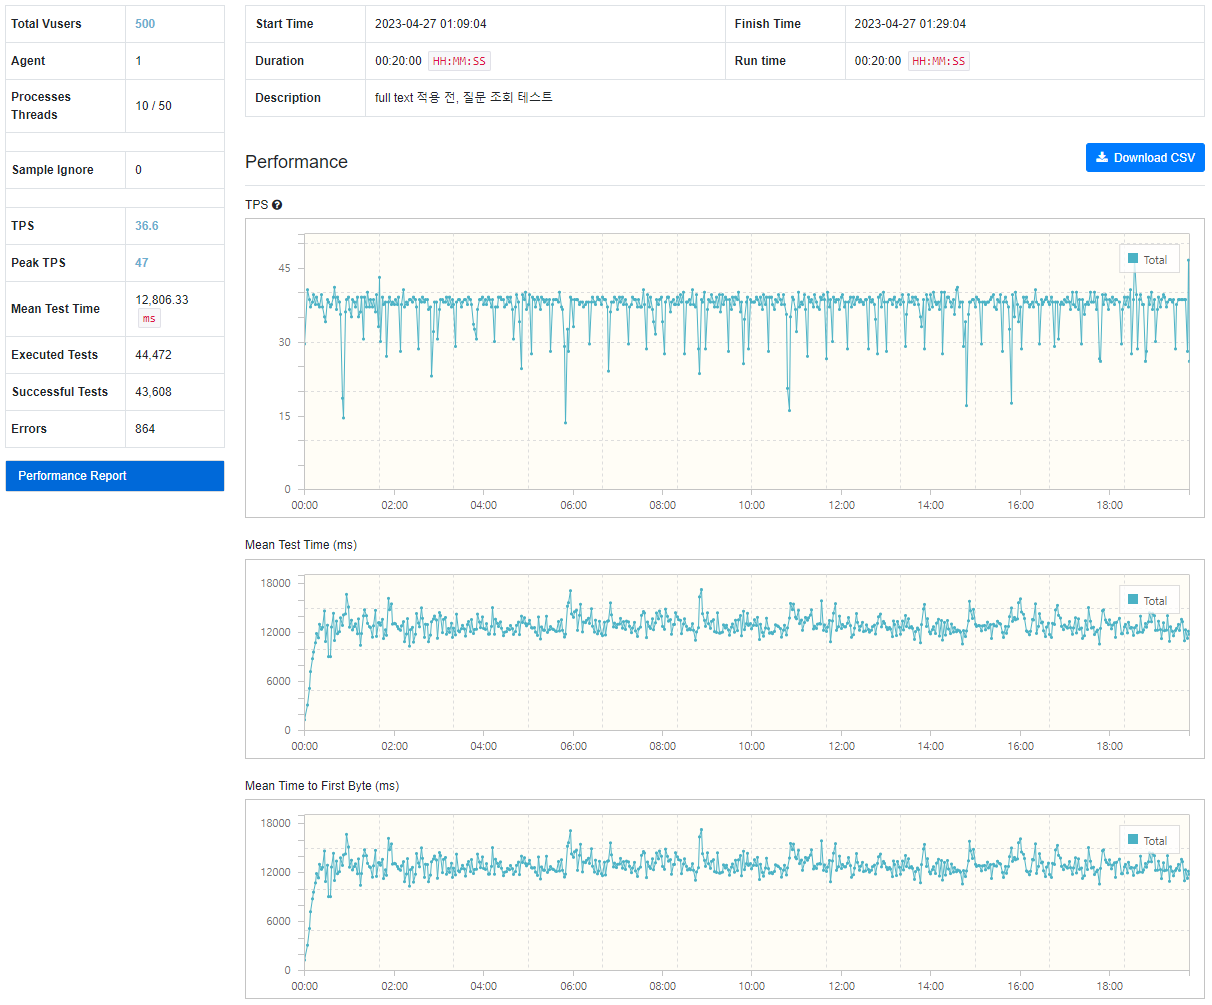 Total Vusers 500
Agent 1
Processes
Threads 10 / 50
Sample Ignore 0
TPS 36.6
Peak TPS 47
Mean Test Time 12,806.33
ms
Executed Tests 44,472
Successful Tests 43,608
Errors 864
Performance Report
Start Time 2023-04-27 01:09:04 Finish Time 2023-04-27 01:29:04
Duration 00:20:00 HH:MM:SS Run time 00:20:00 HH:MM:SS
Description full text 적용 전, 질문 조회 테스트
Performance Download CSV
TPS
Total
45
30
15
0
00:00 02:00 04:00 06:00 08:00 10:00 12:00 14:00 16:00 18:00
Mean Test Time (ms)
18000
Total
12000
6000
0
00:00 02:00 04:00 06:00 08:00 10:00 12:00 14:00 16:00 18:00
Mean Time to First Byte (ms)
18000
Total
12000
6000
0
00:00 02:00 04:00 06:00 08:00 10:00 12:00 14:00 16:00 18:00